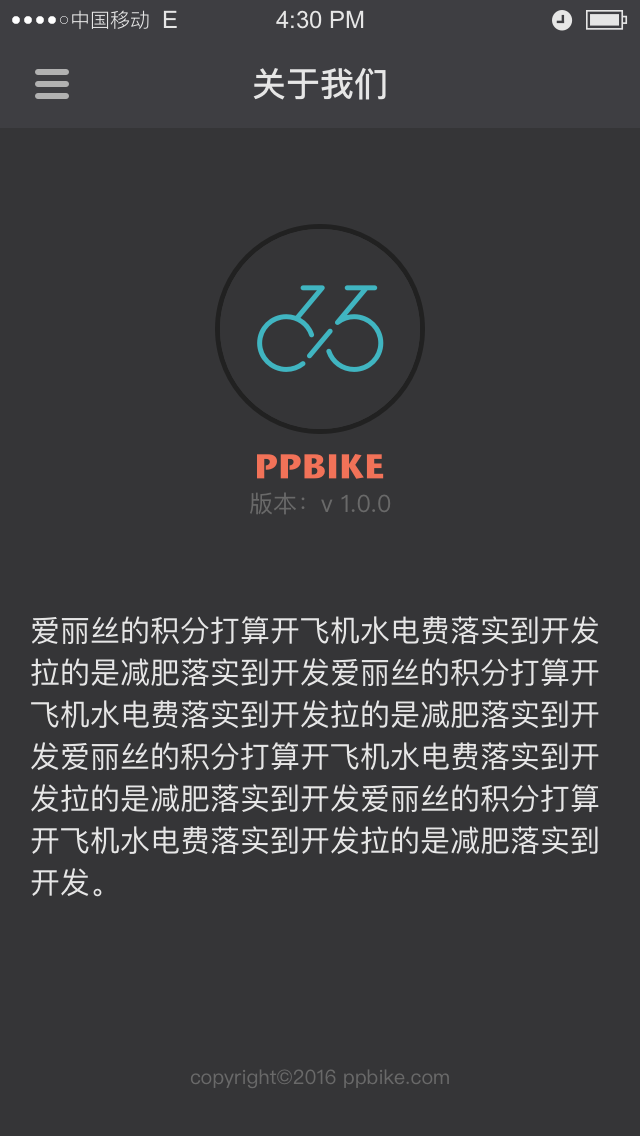 中国移动 E 4:30 PM
关于我们
PPBIKE
版本：v 1.0.0
爱丽丝的积分打算开飞机水电费落实到开发
拉的是减肥落实到开发爱丽丝的积分打算开
飞机水电费落实到开发拉的是减肥落实到开
发爱丽丝的积分打算开飞机水电费落实到开
发拉的是减肥落实到开发爱丽丝的积分打算
开飞机水电费落实到开发拉的是减肥落实到
开发。
copyright©2016 ppbike.com